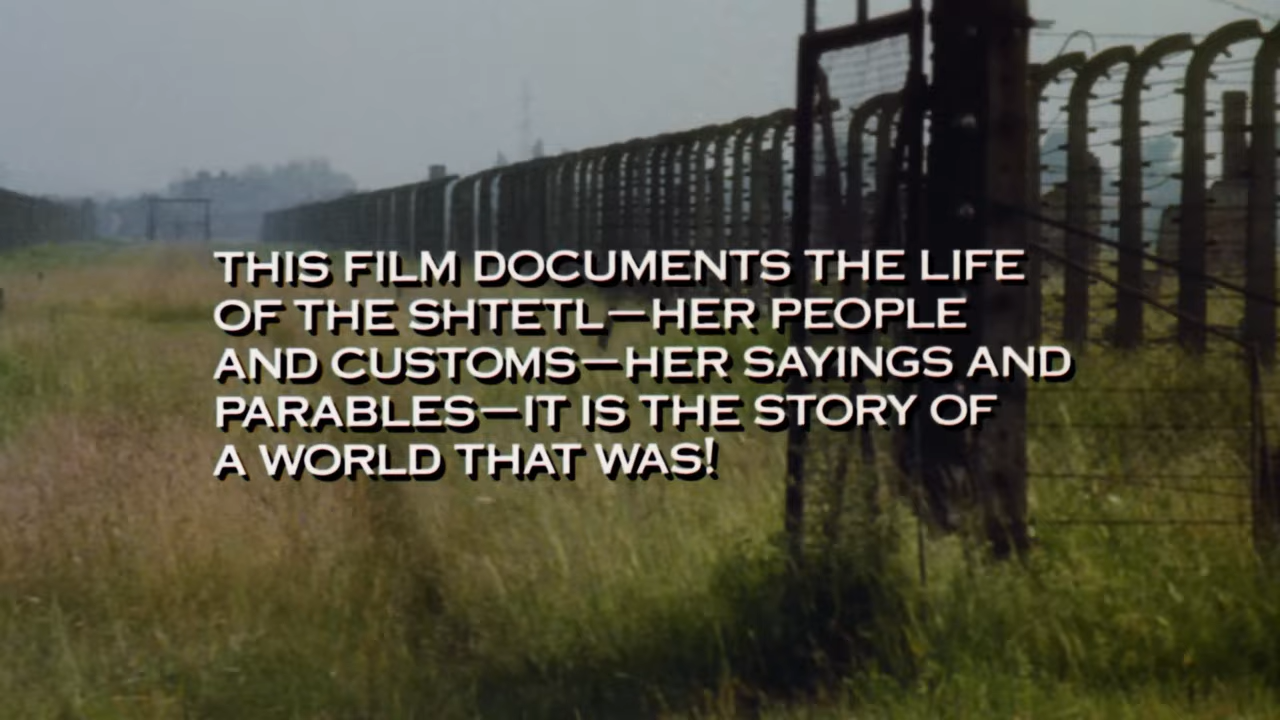 THIS FILM DOCUMENTS THE LIFE
OF THE SHTETL—HER PEOPLE
AND CUSTOMS—HER SAYINGS AND
PARABLES—IT IS THE STORY OF
A WORLD THAT WAS!